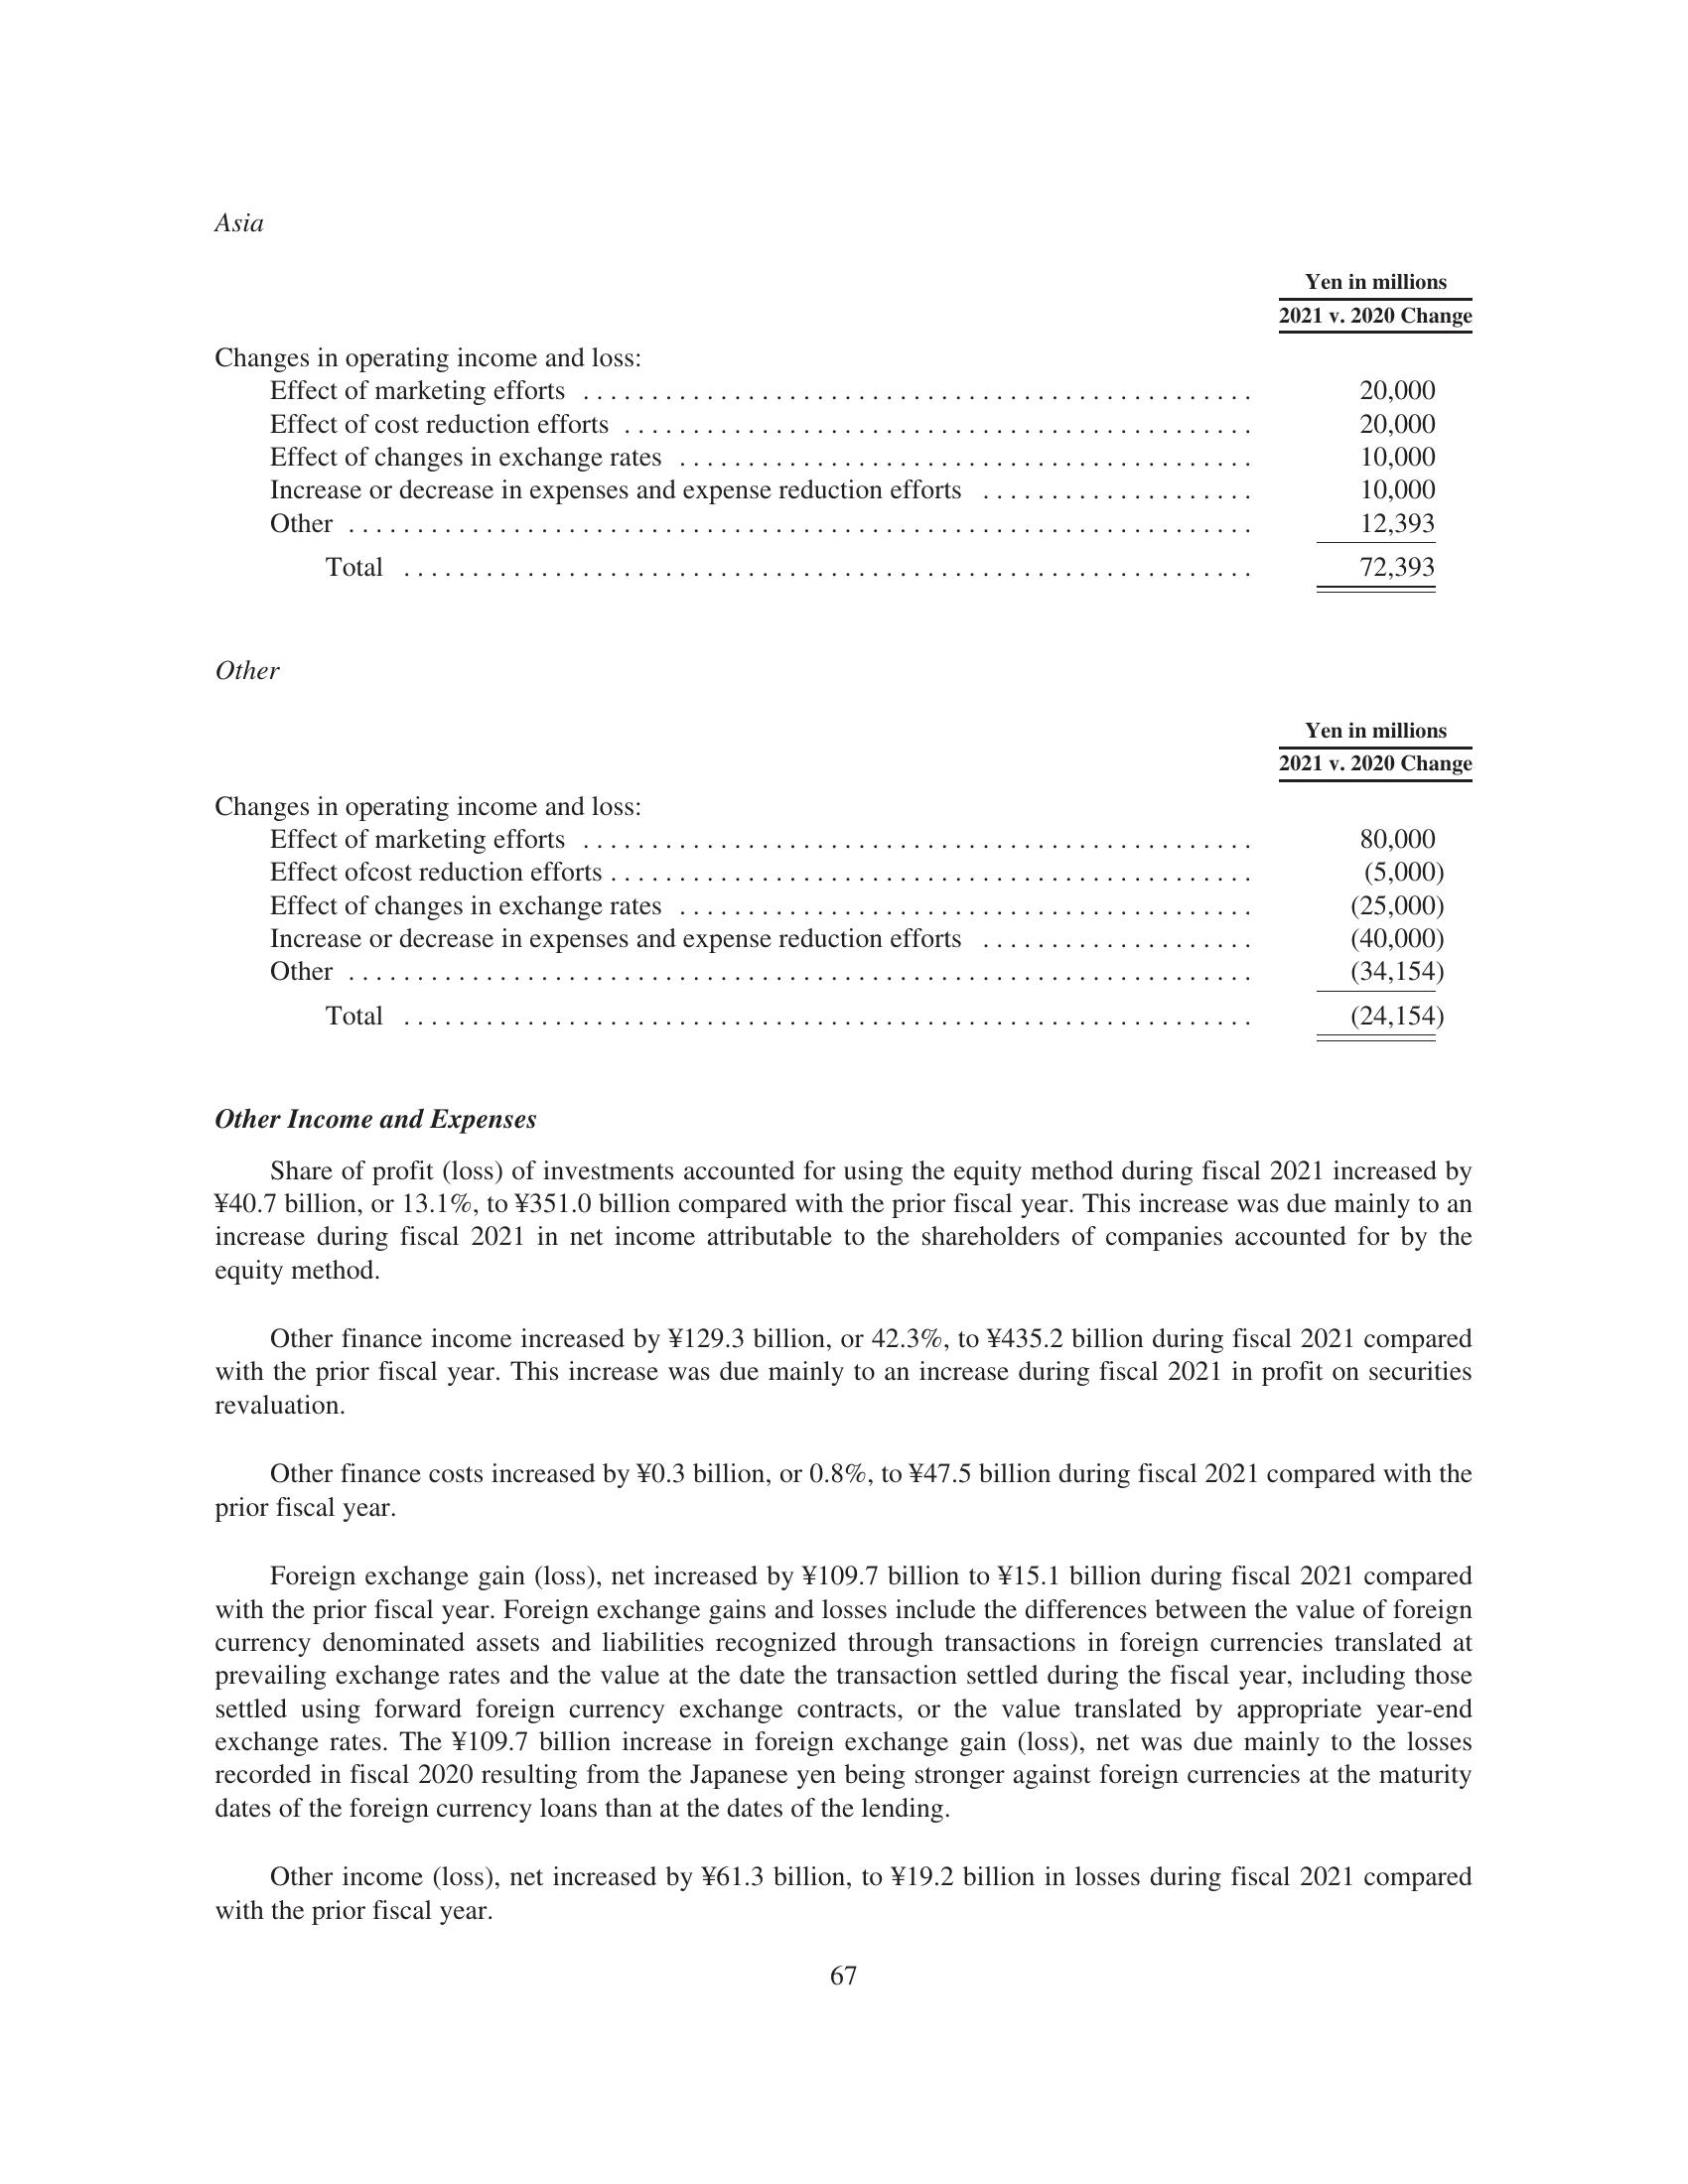 Asia
Yen in millions
2021 v. 2020 Change
Changes in operating income and loss:
Effect of marketing efforts . . . . . . . . . . . . . . . . . . . . . . . . . . . . . . . . . . . . . . . . . . . . . . . . . 20,000
Effect of cost reduction efforts . . . . . . . . . . . . . . . . . . . . . . . . . . . . . . . . . . . . . . . . . . . . . . 20,000
Effect of changes in exchange rates . . . . . . . . . . . . . . . . . . . . . . . . . . . . . . . . . . . . . . . . . . 10,000
Increase or decrease in expenses and expense reduction efforts . . . . . . . . . . . . . . . . . . . . 10,000
Other . . . . . . . . . . . . . . . . . . . . . . . . . . . . . . . . . . . . . . . . . . . . . . . . . . . . . . . . . . . . . . . . . . 12,393
Total . . . . . . . . . . . . . . . . . . . . . . . . . . . . . . . . . . . . . . . . . . . . . . . . . . . . . . . . . . . . . . 72,393
Other
Yen in millions
2021 v. 2020 Change
Changes in operating income and loss:
Effect of marketing efforts . . . . . . . . . . . . . . . . . . . . . . . . . . . . . . . . . . . . . . . . . . . . . . . . . 80,000
Effect ofcost reduction efforts . . . . . . . . . . . . . . . . . . . . . . . . . . . . . . . . . . . . . . . . . . . . . . . (5,000)
Effect of changes in exchange rates . . . . . . . . . . . . . . . . . . . . . . . . . . . . . . . . . . . . . . . . . . (25,000)
Increase or decrease in expenses and expense reduction efforts . . . . . . . . . . . . . . . . . . . . (40,000)
Other . . . . . . . . . . . . . . . . . . . . . . . . . . . . . . . . . . . . . . . . . . . . . . . . . . . . . . . . . . . . . . . . . . (34,154)
Total . . . . . . . . . . . . . . . . . . . . . . . . . . . . . . . . . . . . . . . . . . . . . . . . . . . . . . . . . . . . . . (24,154)
Other Income and Expenses
Share of profit (loss) of investments accounted for using the equity method during fiscal 2021 increased by
¥40.7 billion, or 13.1%, to ¥351.0 billion compared with the prior fiscal year. This increase was due mainly to an
increase during fiscal 2021 in net income attributable to the shareholders of companies accounted for by the
equity method.
Other finance income increased by ¥129.3 billion, or 42.3%, to ¥435.2 billion during fiscal 2021 compared
with the prior fiscal year. This increase was due mainly to an increase during fiscal 2021 in profit on securities
revaluation.
Other finance costs increased by ¥0.3 billion, or 0.8%, to ¥47.5 billion during fiscal 2021 compared with the
prior fiscal year.
Foreign exchange gain (loss), net increased by ¥109.7 billion to ¥15.1 billion during fiscal 2021 compared
with the prior fiscal year. Foreign exchange gains and losses include the differences between the value of foreign
currency denominated assets and liabilities recognized through transactions in foreign currencies translated at
prevailing exchange rates and the value at the date the transaction settled during the fiscal year, including those
settled using forward foreign currency exchange contracts, or the value translated by appropriate year-end
exchange rates. The ¥109.7 billion increase in foreign exchange gain (loss), net was due mainly to the losses
recorded in fiscal 2020 resulting from the Japanese yen being stronger against foreign currencies at the maturity
dates of the foreign currency loans than at the dates of the lending.
Other income (loss), net increased by ¥61.3 billion, to ¥19.2 billion in losses during fiscal 2021 compared
with the prior fiscal year.
67